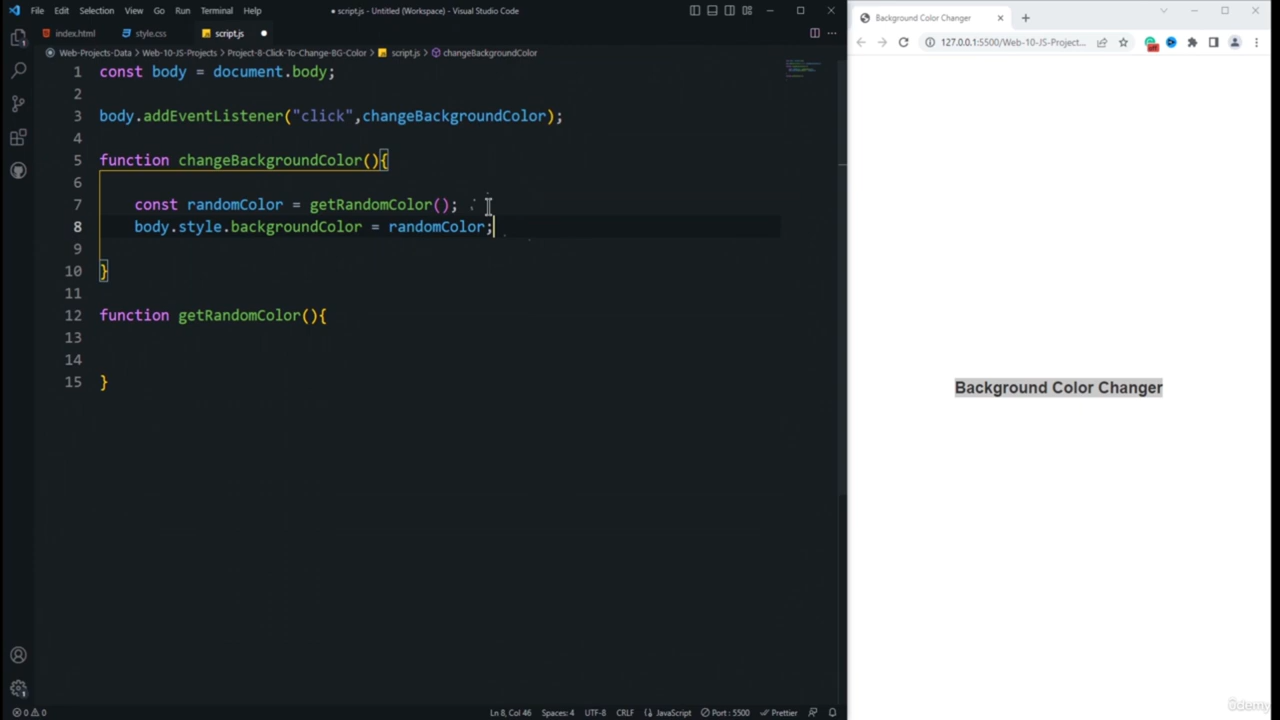 File Edit Selection View Go Run Terminal Help
● script.js - Untitled (Workspace) - Visual Studio Code
index.html style.css script.js ●
Web-Projects-Data > Web-10-JS-Projects > Project-8-Click-To-Change-BG-Color > script.js > changeBackgroundColor
1 const body = document.body;
2
3 body.addEventListener("click",changeBackgroundColor);
4
5 function changeBackgroundColor(){
6
7 const randomColor = getRandomColor();
8 body.style.backgroundColor = randomColor;
9
10 }
11
12 function getRandomColor(){
13
14
15 }
0 0
Ln 8, Col 46 Spaces: 4 UTF-8 CRLF JavaScript Port : 5500 Prettier
Background Color Changer
127.0.0.1:5500/Web-10-JS-Project...
Background Color Changer
ûdemy